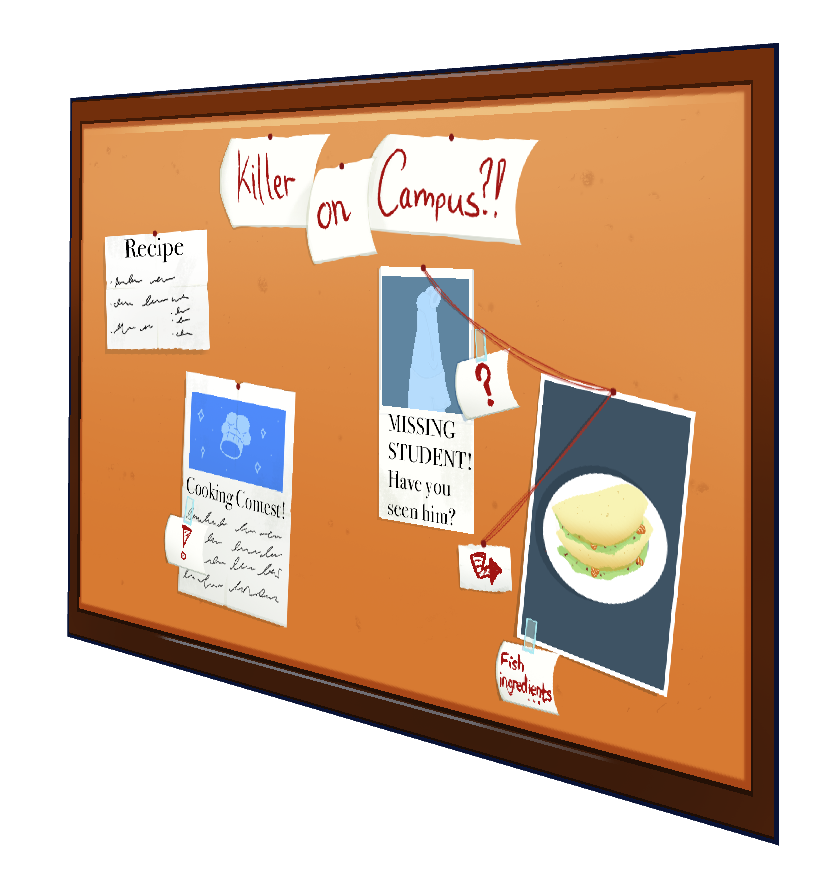 Killer
on
Campus?!
Recipe
?
MISSING
STUDENT!
Have you
seen him?
Cooking Contest!
!
Fish
ingredients
...